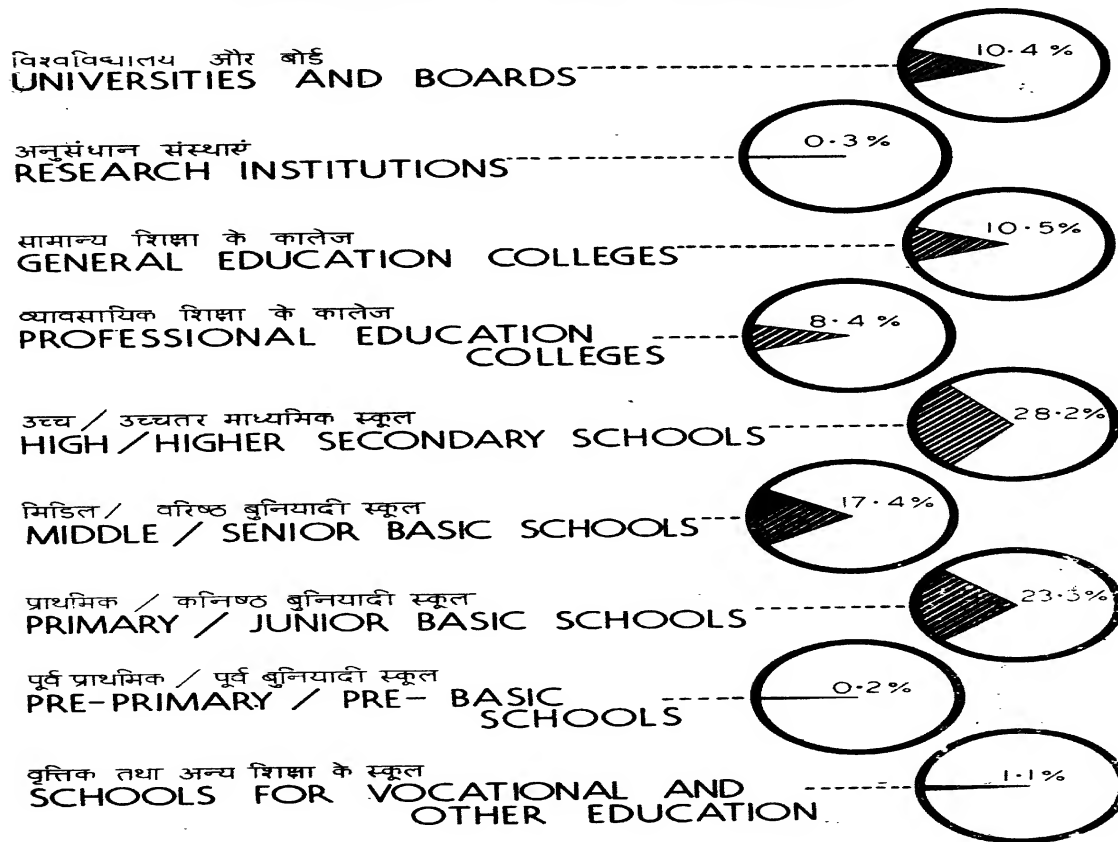 विश्वविद्यालय और बोर्ड
UNIVERSITIES AND BOARDS
10.4%
अनुसंधान संस्थाएं
RESEARCH INSTITUTIONS
0.3%
सामान्य शिक्षा के कालेज
GENERAL EDUCATION COLLEGES
10.5%
व्यावसायिक शिक्षा के कालेज
PROFESSIONAL EDUCATION
COLLEGES
8.4%
उच्च / उच्चतर माध्यमिक स्कूल
HIGH / HIGHER SECONDARY SCHOOLS
28.2%
मिडिल / वरिष्ठ बुनियादी स्कूल
MIDDLE / SENIOR BASIC SCHOOLS
17.4%
प्राथमिक / कनिष्ठ बुनियादी स्कूल
PRIMARY / JUNIOR BASIC SCHOOLS
पूर्व प्राथमिक / पूर्व बुनियादी स्कूल
PRE-PRIMARY / PRE- BASIC
SCHOOLS
0.2%
वृत्तिक तथा अन्य शिक्षा के स्कूल
SCHOOLS FOR VOCATIONAL AND
OTHER EDUCATION
1.1%